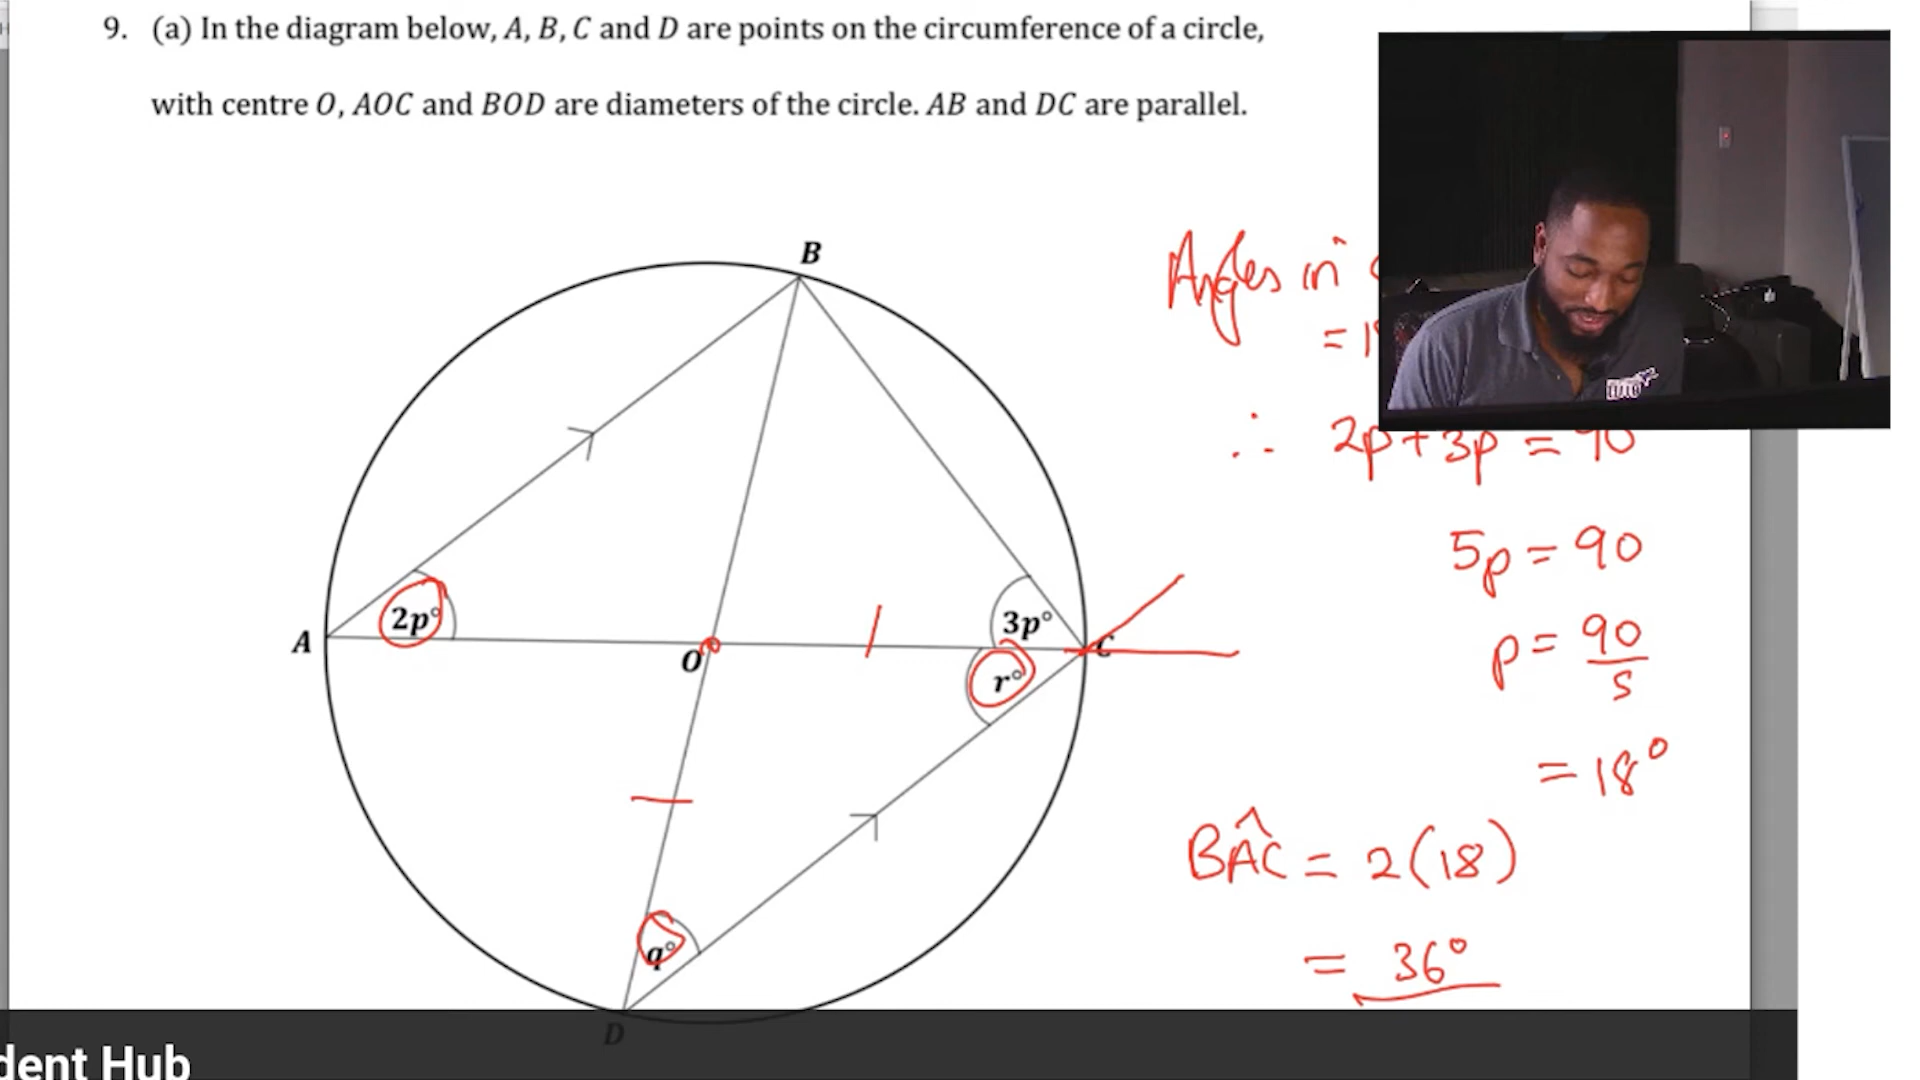 9. (a) In the diagram below, A, B, C and D are points on the circumference of a circle,
with centre O, AOC and BOD are diameters of the circle. AB and DC are parallel.
B
Angles in
= 1
∴ 2p + 3p = 90
5p = 90
2p°
3p°
A
O
C
r°
p = 90/5
= 18°
BÂC = 2(18)
q°
= 36°
D
dent Hub